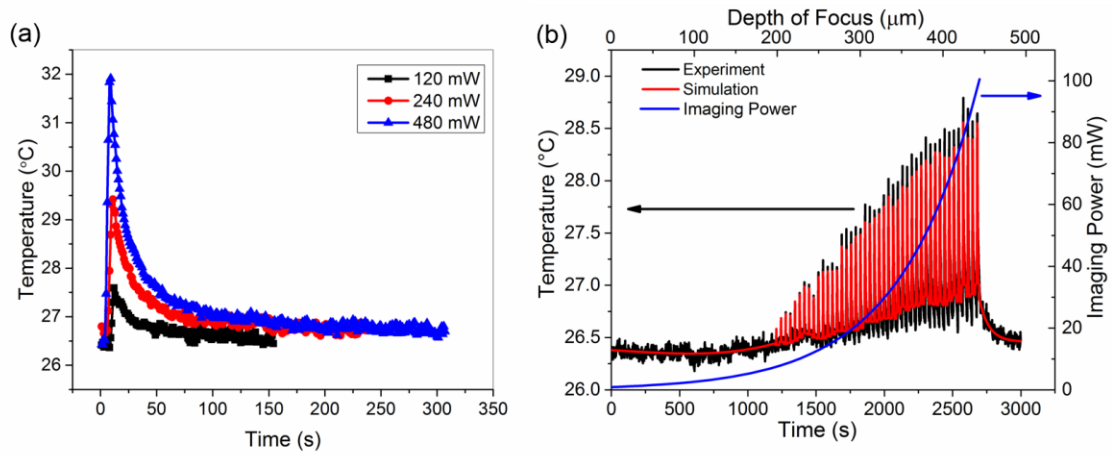 (a)
32
31
30
29
28
27
26
Temperature (°C)
0 50 100 150 200 250 300 350
Time (s)
120 mW
240 mW
480 mW
(b)
Depth of Focus (μm)
0 100 200 300 400 500
29.0
28.5
28.0
27.5
27.0
26.5
26.0
Temperature (°C)
Experiment
Simulation
Imaging Power
100
80
60
40
20
0
Imaging Power (mW)
0 500 1000 1500 2000 2500 3000
Time (s)